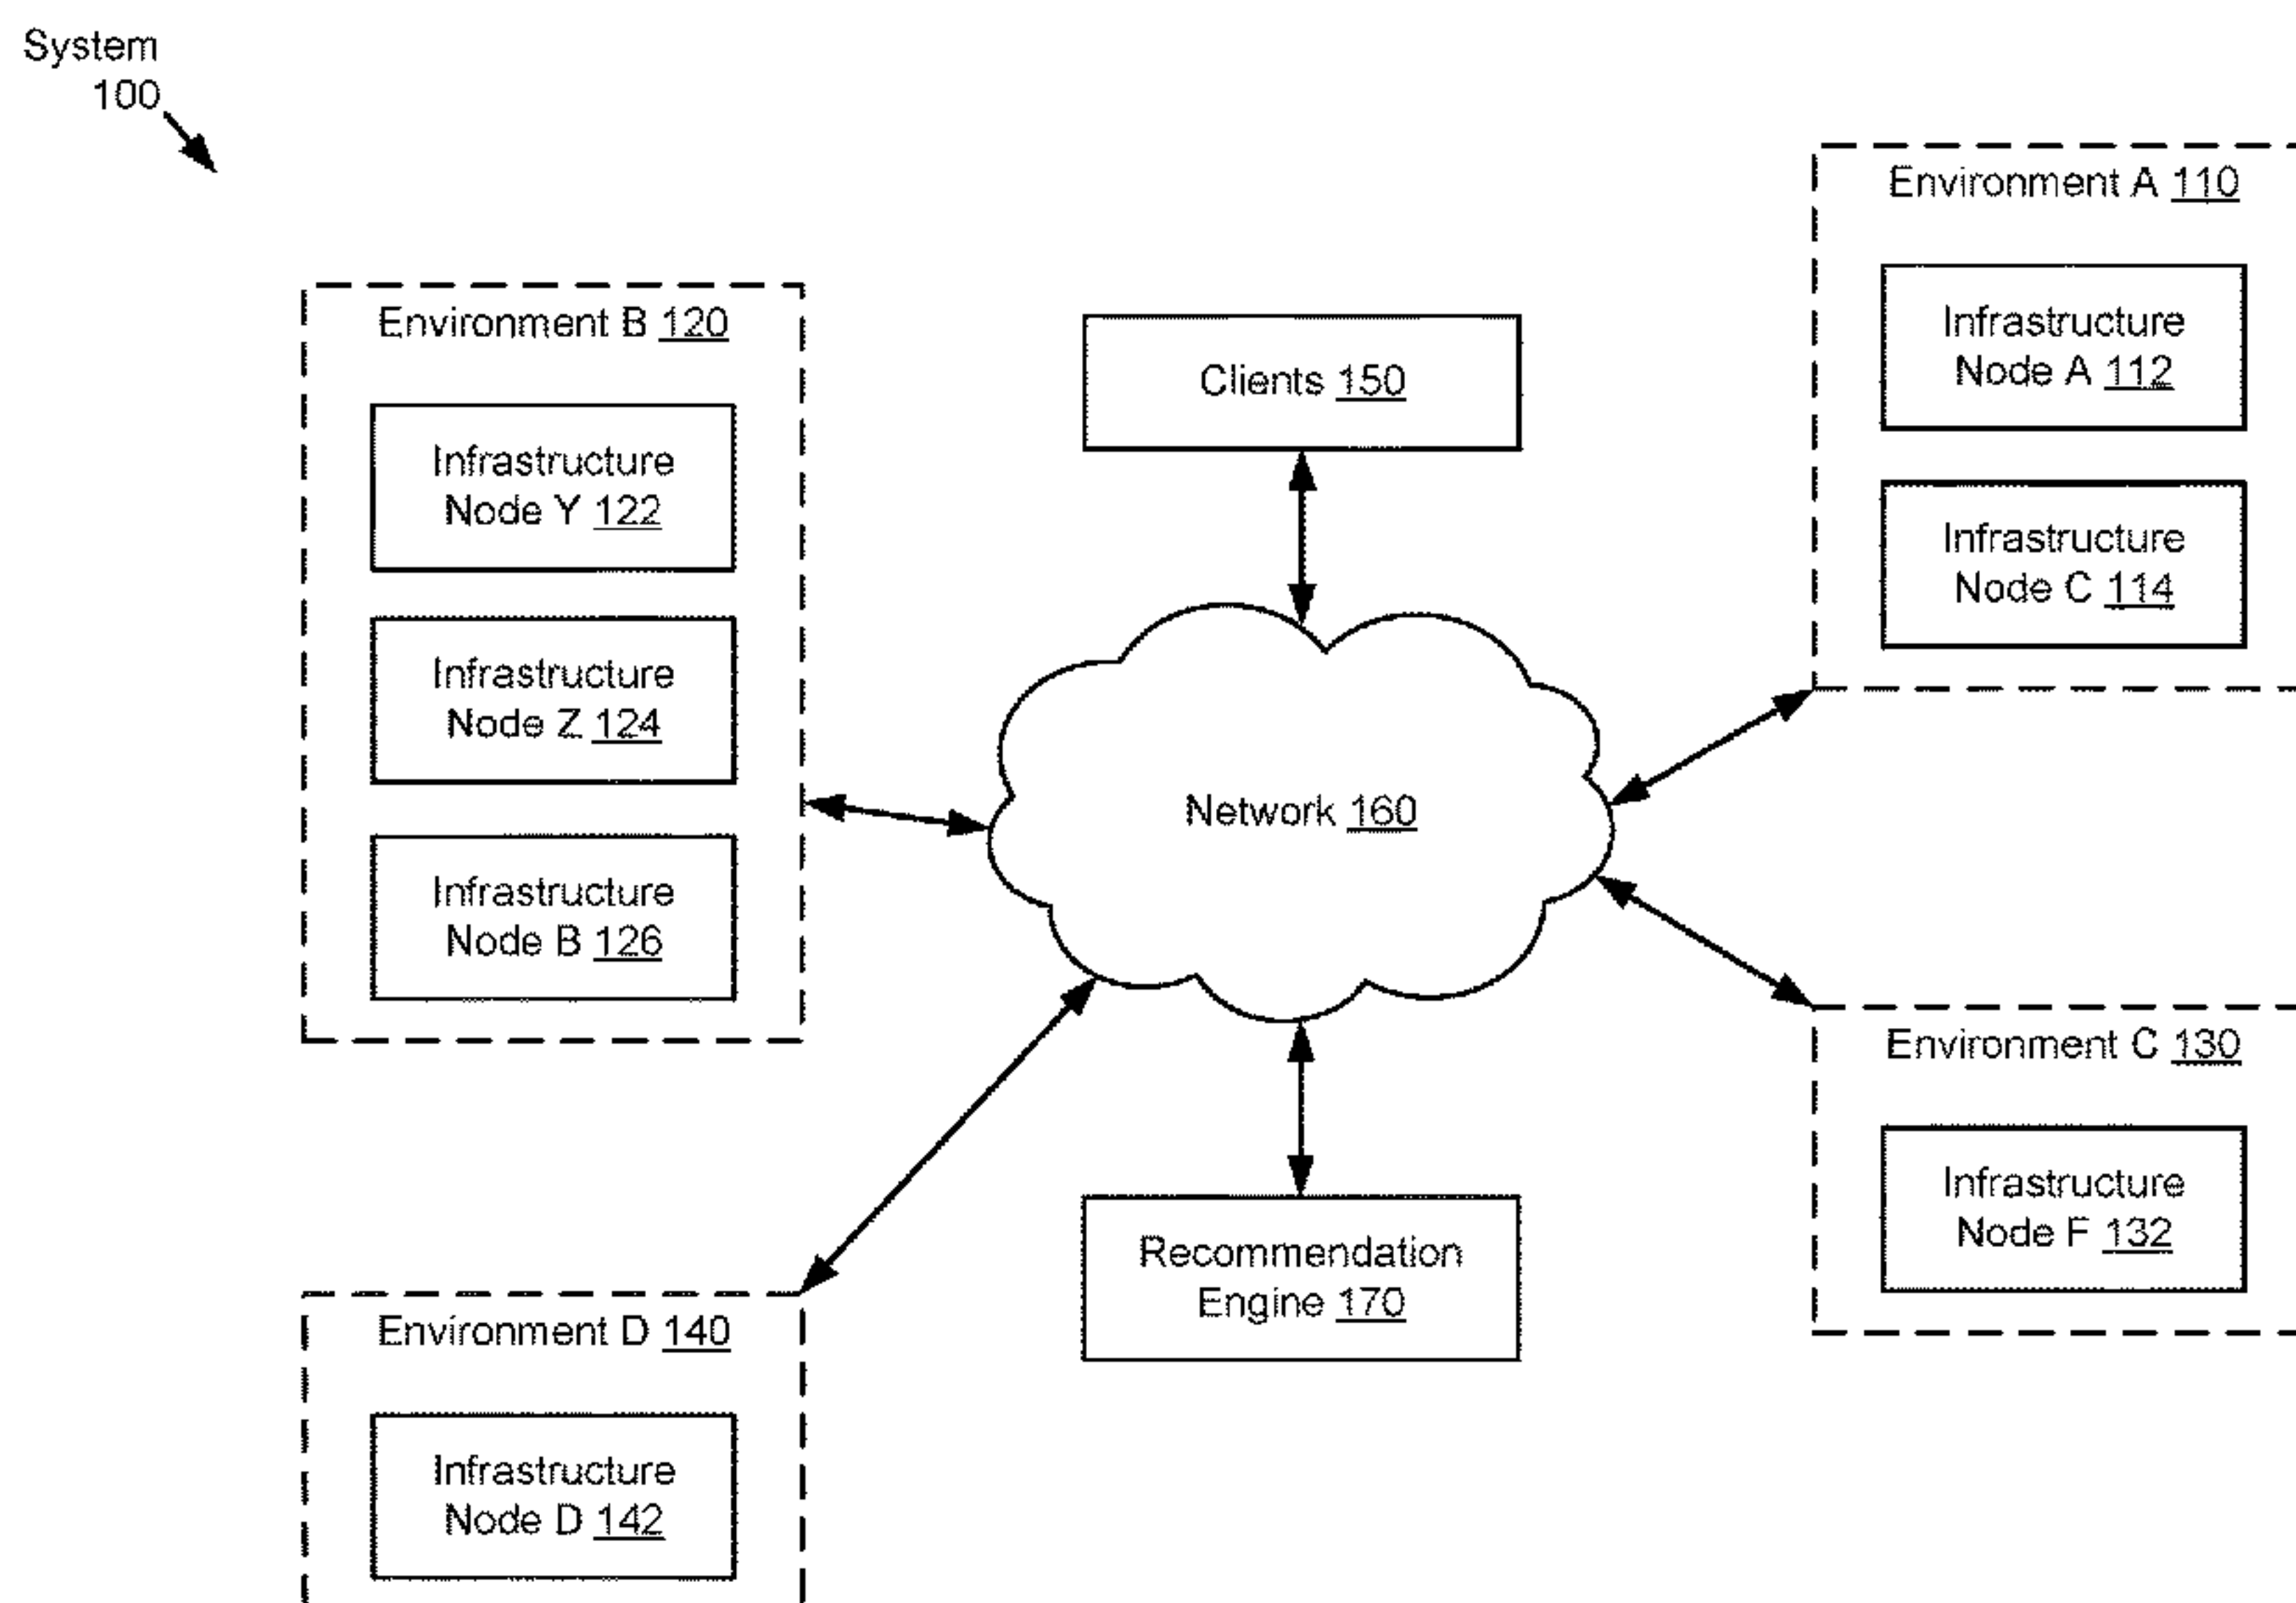 System
100
Environment A 110
Infrastructure
Node A 112
Infrastructure
Node C 114
Environment B 120
Infrastructure
Node Y 122
Infrastructure
Node Z 124
Infrastructure
Node B 126
Clients 150
Network 160
Environment C 130
Infrastructure
Node F 132
Recommendation
Engine 170
Environment D 140
Infrastructure
Node D 142